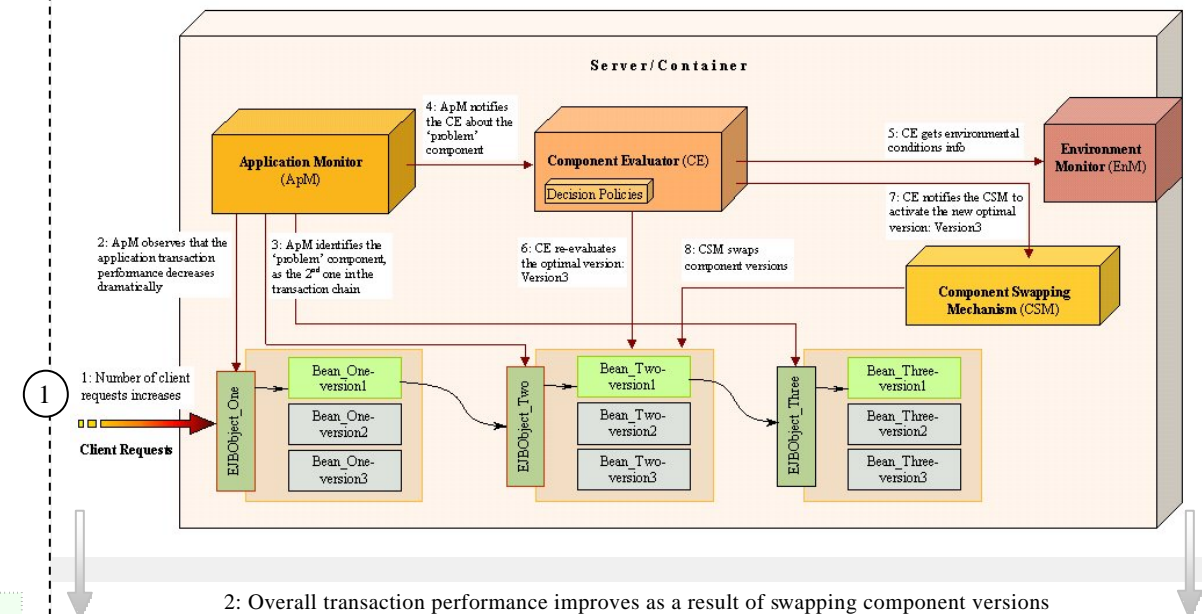 Server/Container
4: ApM notifies
the CE about the
‘problem’
component
Application Monitor
(ApM)
Component Evaluator (CE)
Decision Policies
5: CE gets environmental
conditions info
Environment
Monitor (EnM)
7: CE notifies the CSM to
activate the new optimal
version: Version3
2: ApM observes that the
application transaction
performance decreases
dramatically
3: ApM identifies the
‘problem’ component,
as the 2nd one in the
transaction chain
6: CE re-evaluates
the optimal version:
Version3
8: CSM swaps
component versions
Component Swapping
Mechanism (CSM)
1
1: Number of client
requests increases
Client Requests
EJBObject_One
Bean_One-
version1
Bean_One-
version2
Bean_One-
version3
EJBObject_Two
Bean_Two-
version1
Bean_Two-
version2
Bean_Two-
version3
EJBObject_Three
Bean_Three-
version1
Bean_Three-
version2
Bean_Three-
version3
2: Overall transaction performance improves as a result of swapping component versions